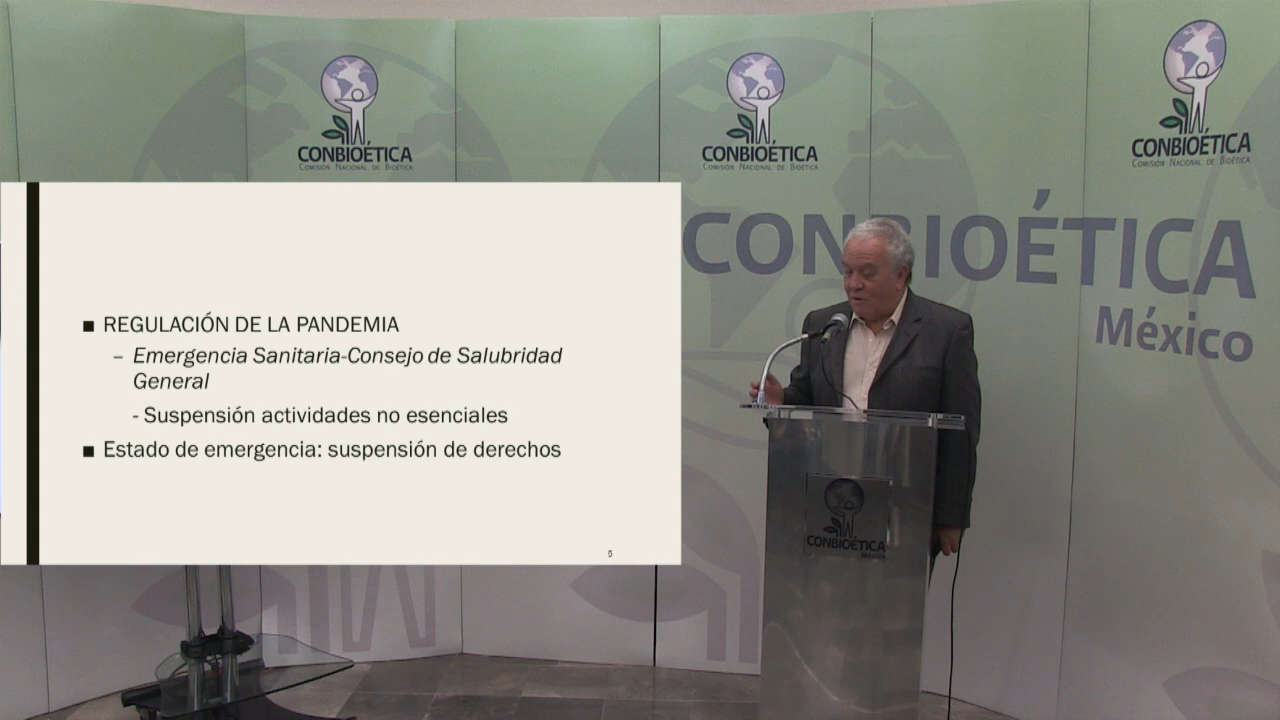 CONBIOÉTICA
COMISIÓN NACIONAL DE BIOÉTICA
CONBIOÉTICA
COMISIÓN NACIONAL DE BIOÉTICA
CONBIOÉTICA
COMISIÓN NACIONAL DE BIOÉTICA
CONBIOÉTICA
México
■ REGULACIÓN DE LA PANDEMIA
– Emergencia Sanitaria-Consejo de Salubridad
General
- Suspensión actividades no esenciales
■ Estado de emergencia: suspensión de derechos
5
CONBIOÉTICA